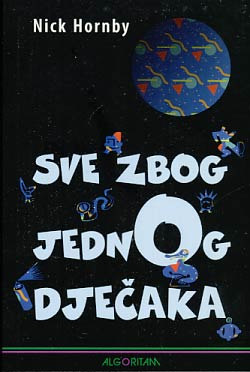 Nick Hornby
SVE ZBOG
JEDNOG
DJEČAKA
ALGORITAM